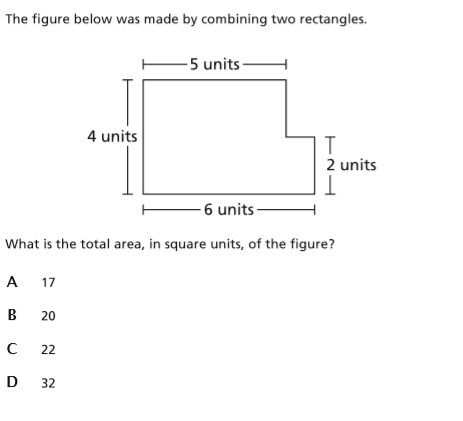 The figure below was made by combining two rectangles.
5 units
4 units
2 units
6 units
What is the total area, in square units, of the figure?
A 17
B 20
C 22
D 32